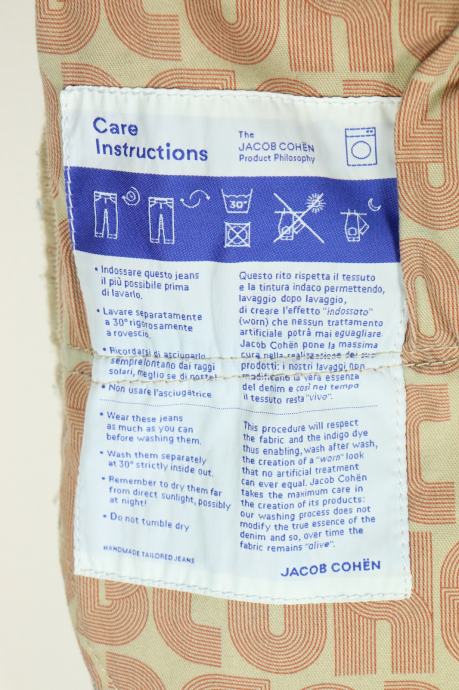 Care
Instructions
The
JACOB COHËN
Product Philosophy
30°
• Indossare questo jeans
il più possibile prima
di lavarlo.
• Lavare separatamente
a 30° rigorosamente
a rovescio.
• Ricordarsi di asciugarlo
sempre lontano dai raggi
solari, meglio se di notte!
• Non usare l'asciugatrice
Questo rito rispetta il tessuto
e la tintura indaco permettendo,
lavaggio dopo lavaggio,
di creare l'effetto "indossato"
(worn) che nessun trattamento
artificiale potrà mai eguagliare.
Jacob Cohën pone la massima
cura nella realizzazione dei suoi
prodotti: i nostri lavaggi non
modificano la vera essenza
del denim e così nel tempo
il tessuto resta "vivo".
• Wear these jeans
as much as you can
before washing them.
• Wash them separately
at 30° strictly inside out.
• Remember to dry them far
from direct sunlight, possibly
at night!
• Do not tumble dry
This procedure will respect
the fabric and the indigo dye
thus enabling, wash after wash,
the creation of a "worn" look
that no artificial treatment
can ever equal. Jacob Cohën
takes the maximum care in
the creation of its products:
our washing process does not
modify the true essence of the
denim and so, over time the
fabric remains "alive".
HANDMADE TAILORED JEANS
JACOB COHËN